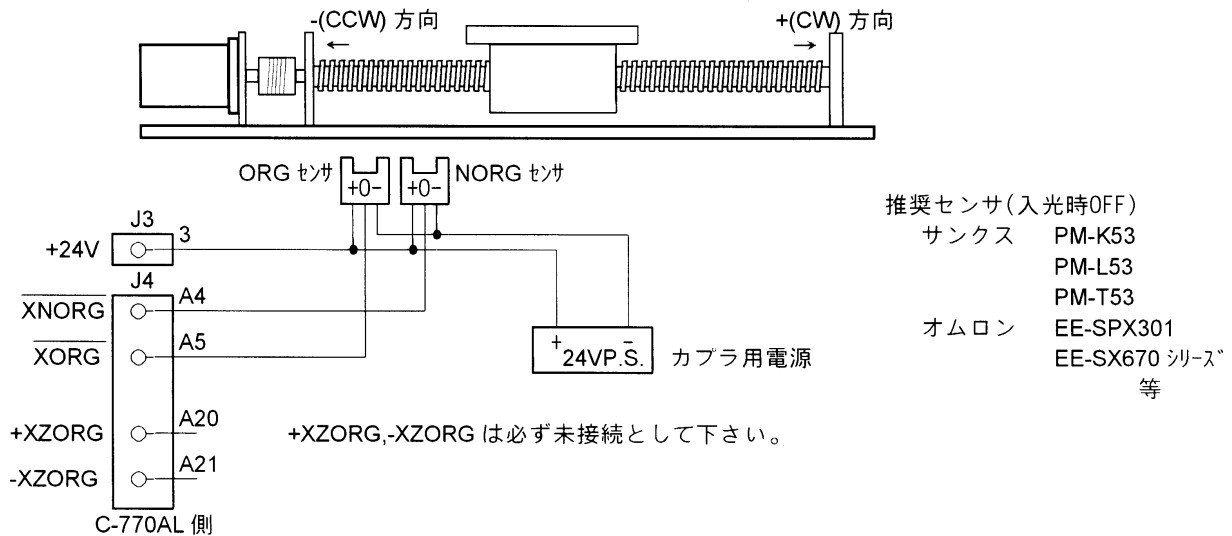 -(CCW) 方向
+(CW) 方向
ORG センサ
NORG センサ
+O-
+O-
推奨センサ(入光時OFF)
サンクス PM-K53
PM-L53
PM-T53
オムロン EE-SPX301
EE-SX670 シリーズ
等
J3
+24V
3
J4
XNORG
A4
XORG
A5
+
-
24VP.S.
カプラ用電源
+XZORG
A20
+XZORG,-XZORG は必ず未接続として下さい。
-XZORG
A21
C-770AL 側